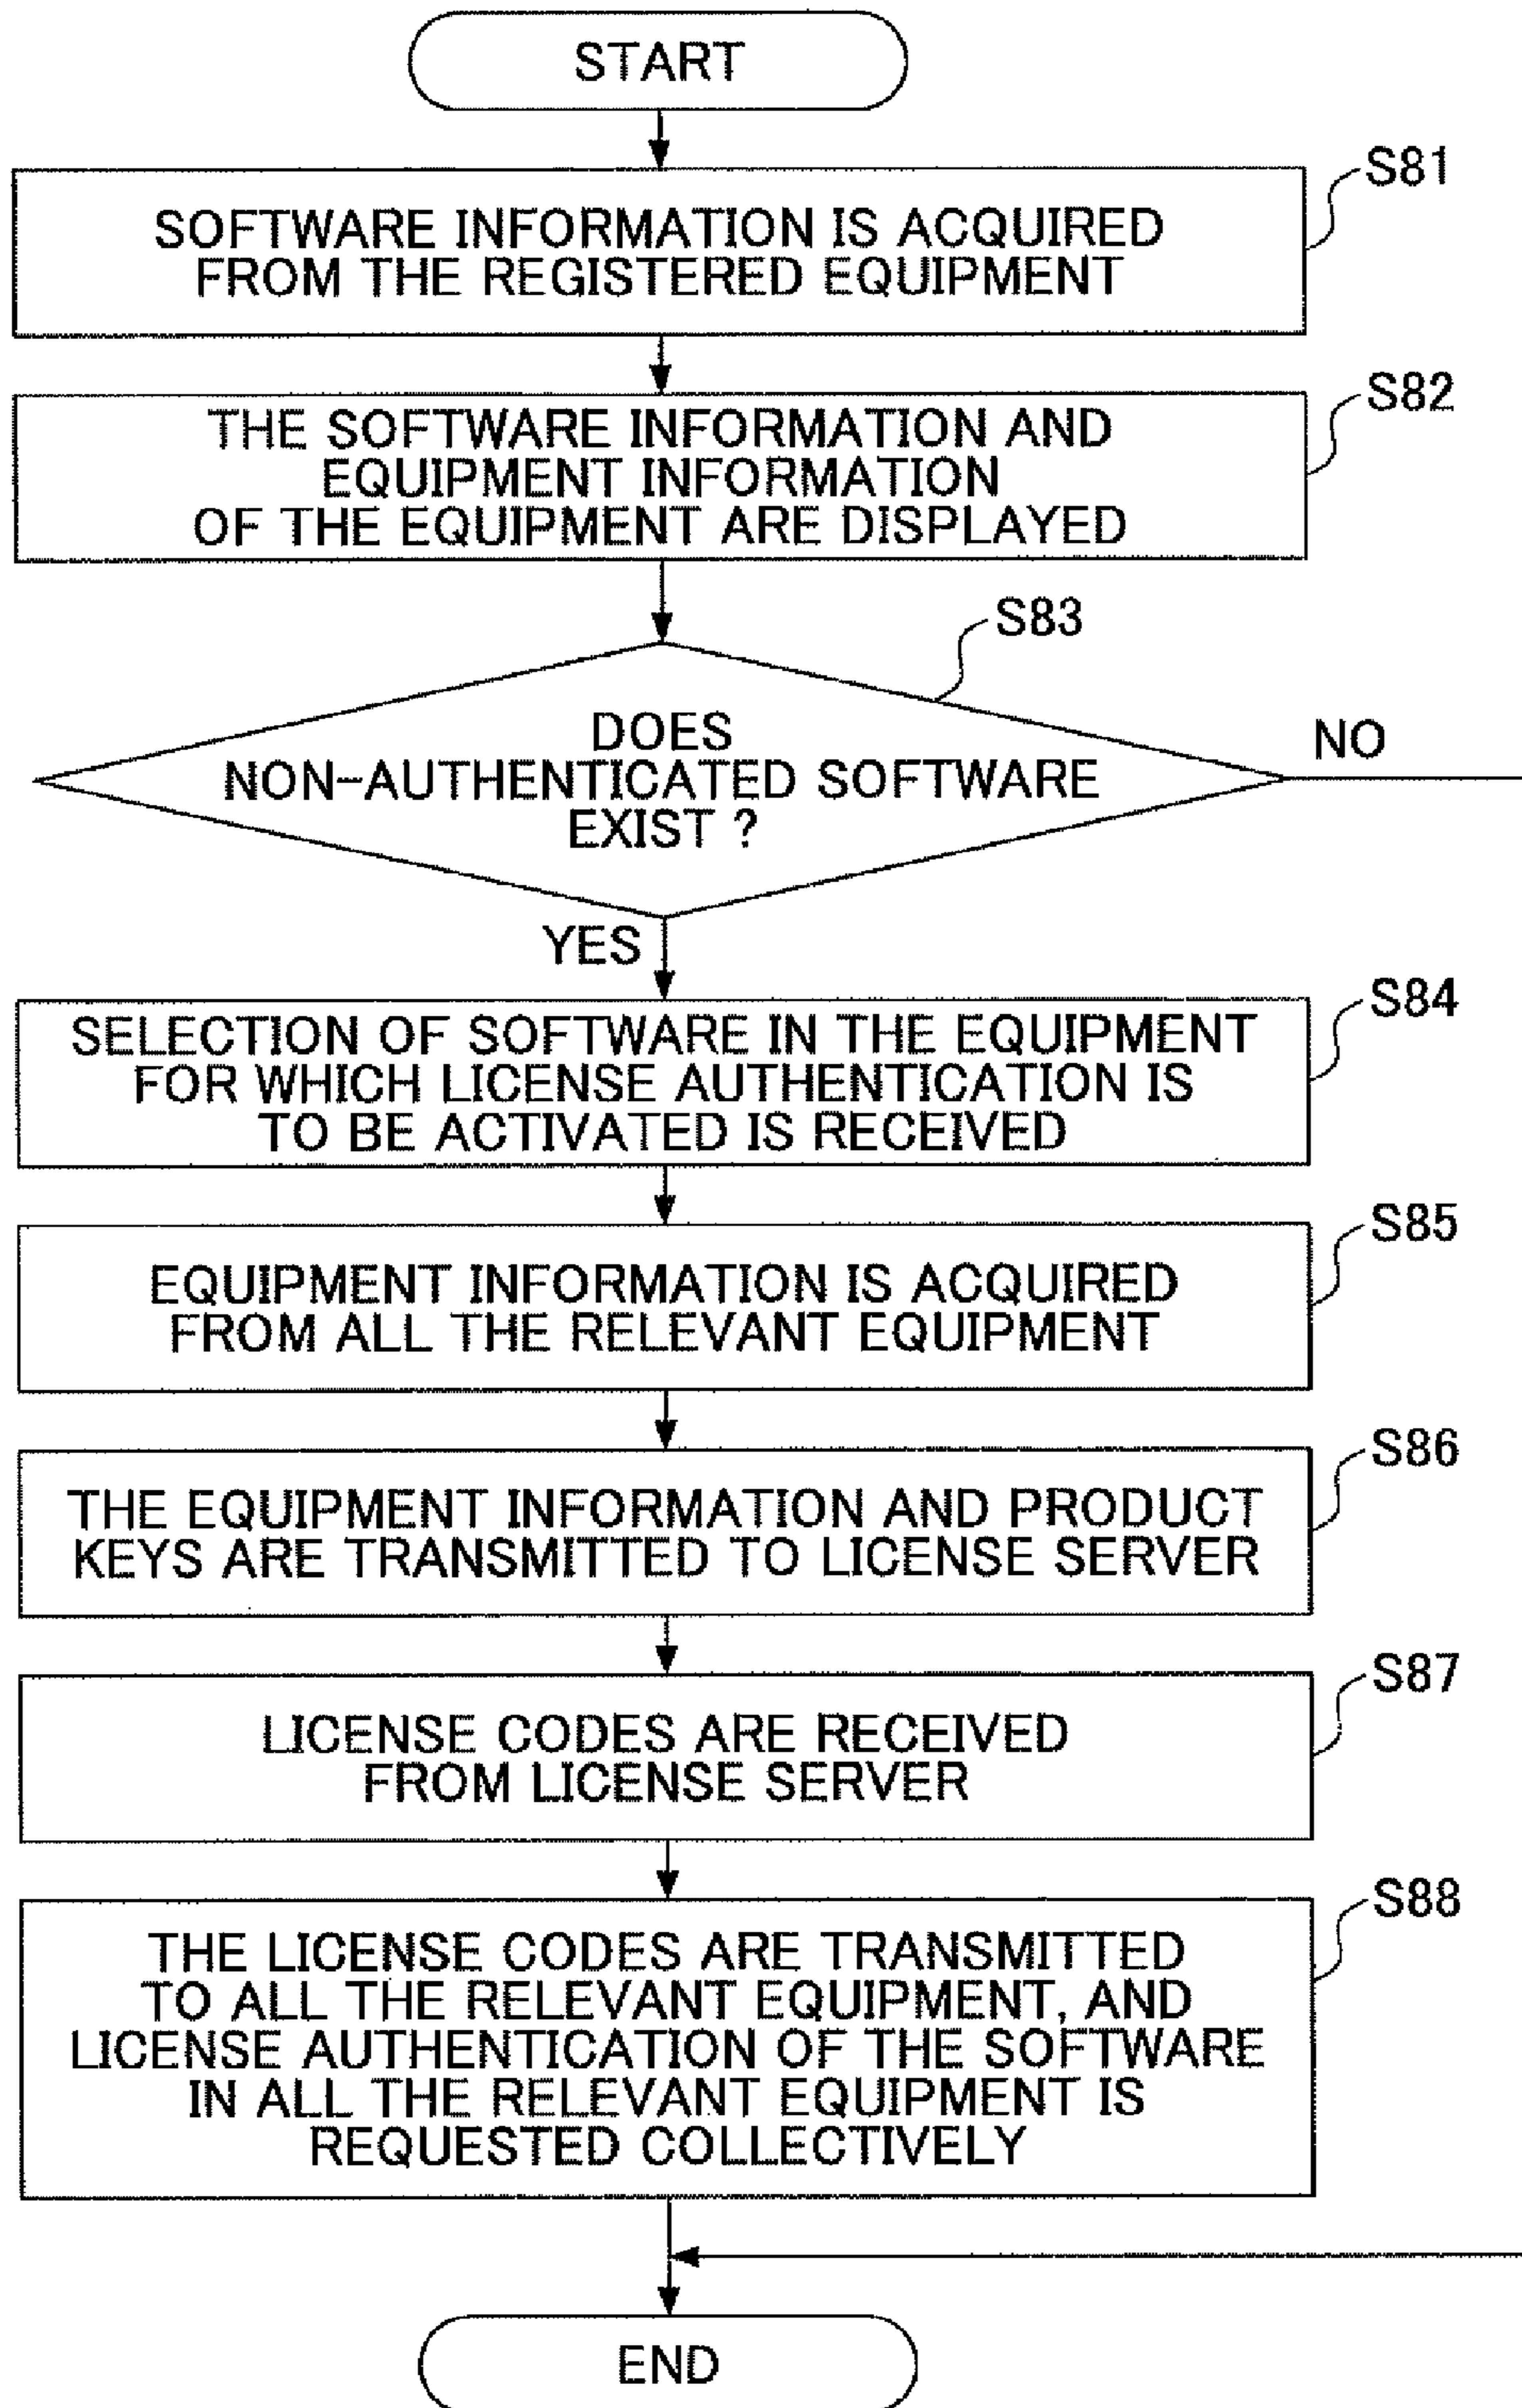 START
S81
SOFTWARE INFORMATION IS ACQUIRED
FROM THE REGISTERED EQUIPMENT
S82
THE SOFTWARE INFORMATION AND
EQUIPMENT INFORMATION
OF THE EQUIPMENT ARE DISPLAYED
S83
DOES
NON-AUTHENTICATED SOFTWARE
EXIST ?
NO
YES
S84
SELECTION OF SOFTWARE IN THE EQUIPMENT
FOR WHICH LICENSE AUTHENTICATION IS
TO BE ACTIVATED IS RECEIVED
S85
EQUIPMENT INFORMATION IS ACQUIRED
FROM ALL THE RELEVANT EQUIPMENT
S86
THE EQUIPMENT INFORMATION AND PRODUCT
KEYS ARE TRANSMITTED TO LICENSE SERVER
S87
LICENSE CODES ARE RECEIVED
FROM LICENSE SERVER
S88
THE LICENSE CODES ARE TRANSMITTED
TO ALL THE RELEVANT EQUIPMENT, AND
LICENSE AUTHENTICATION OF THE SOFTWARE
IN ALL THE RELEVANT EQUIPMENT IS
REQUESTED COLLECTIVELY
END